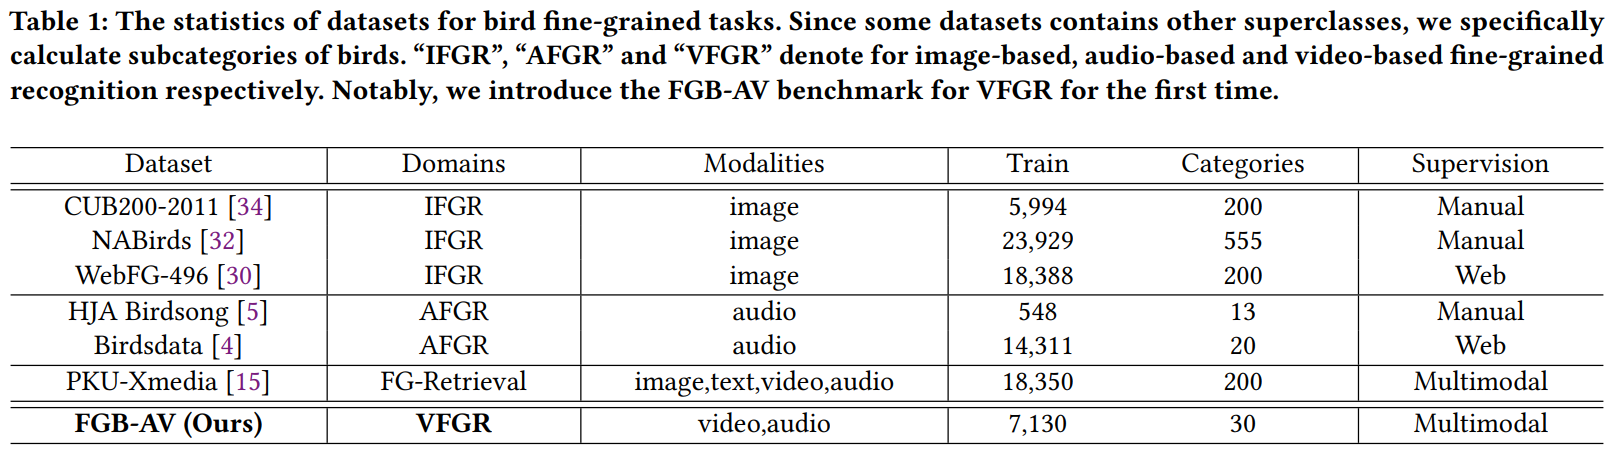 Table 1: The statistics of datasets for bird fine-grained tasks. Since some datasets contains other superclasses, we specifically
calculate subcategories of birds. “IFGR”, “AFGR” and “VFGR” denote for image-based, audio-based and video-based fine-grained
recognition respectively. Notably, we introduce the FGB-AV benchmark for VFGR for the first time.
Dataset Domains Modalities Train Categories Supervision
CUB200-2011 [34] IFGR image 5,994 200 Manual
NABirds [32] IFGR image 23,929 555 Manual
WebFG-496 [30] IFGR image 18,388 200 Web
HJA Birdsong [5] AFGR audio 548 13 Manual
Birdsdata [4] AFGR audio 14,311 20 Web
PKU-Xmedia [15] FG-Retrieval image,text,video,audio 18,350 200 Multimodal
FGB-AV (Ours) VFGR video,audio 7,130 30 Multimodal